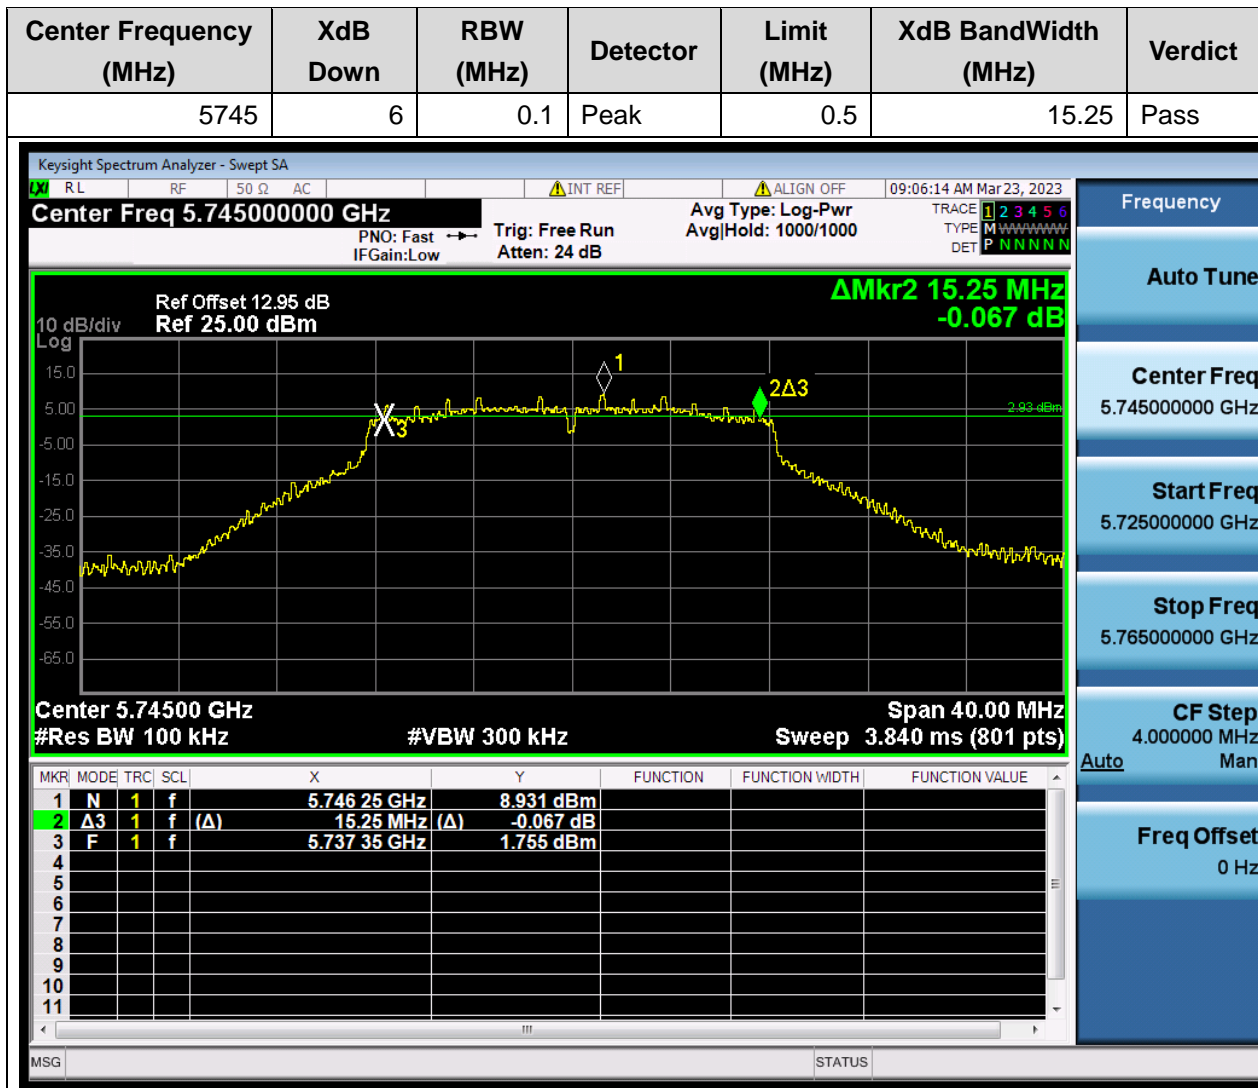 Center Frequency (MHz) XdB Down RBW (MHz) Detector Limit (MHz) XdB BandWidth (MHz) Verdict
5745 6 0.1 Peak 0.5 15.25 Pass
Keysight Spectrum Analyzer - Swept SA
LXI RL RF 50 Ω AC INT REF ALIGN OFF 09:06:14 AM Mar 23, 2023
Center Freq 5.745000000 GHz
PNO: Fast
IFGain:Low
Trig: Free Run
Atten: 24 dB
Avg Type: Log-Pwr
Avg|Hold: 1000/1000
TRACE 1 2 3 4 5 6
TYPE M WWWWW
DET P N N N N N
Frequency
Auto Tune
Center Freq
5.745000000 GHz
Start Freq
5.725000000 GHz
Stop Freq
5.765000000 GHz
CF Step
4.000000 MHz
Auto Man
Freq Offset
0 Hz
ΔMkr2 15.25 MHz
-0.067 dB
Ref Offset 12.95 dB
10 dB/div Ref 25.00 dBm
Log
15.0
5.00
-5.00
-15.0
-25.0
-35.0
-45.0
-55.0
-65.0
1
2Δ3
3
2.93 dBm
Center 5.74500 GHz Span 40.00 MHz
#Res BW 100 kHz #VBW 300 kHz Sweep 3.840 ms (801 pts)
MKR MODE TRC SCL X Y FUNCTION FUNCTION WIDTH FUNCTION VALUE
1 N 1 f 5.746 25 GHz 8.931 dBm
2 Δ3 1 f (Δ) 15.25 MHz (Δ) -0.067 dB
3 F 1 f 5.737 35 GHz 1.755 dBm
4
5
6
7
8
9
10
11
MSG STATUS